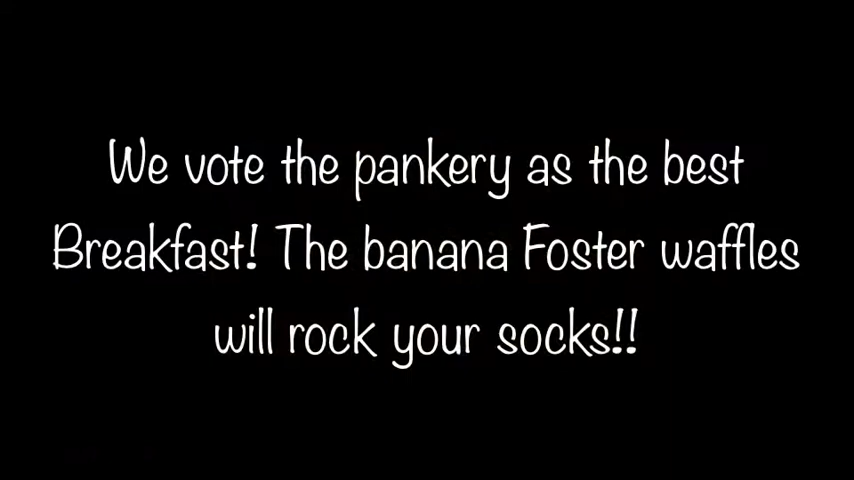 We vote the pankery as the best
Breakfast! The banana Foster waffles
will rock your socks!!